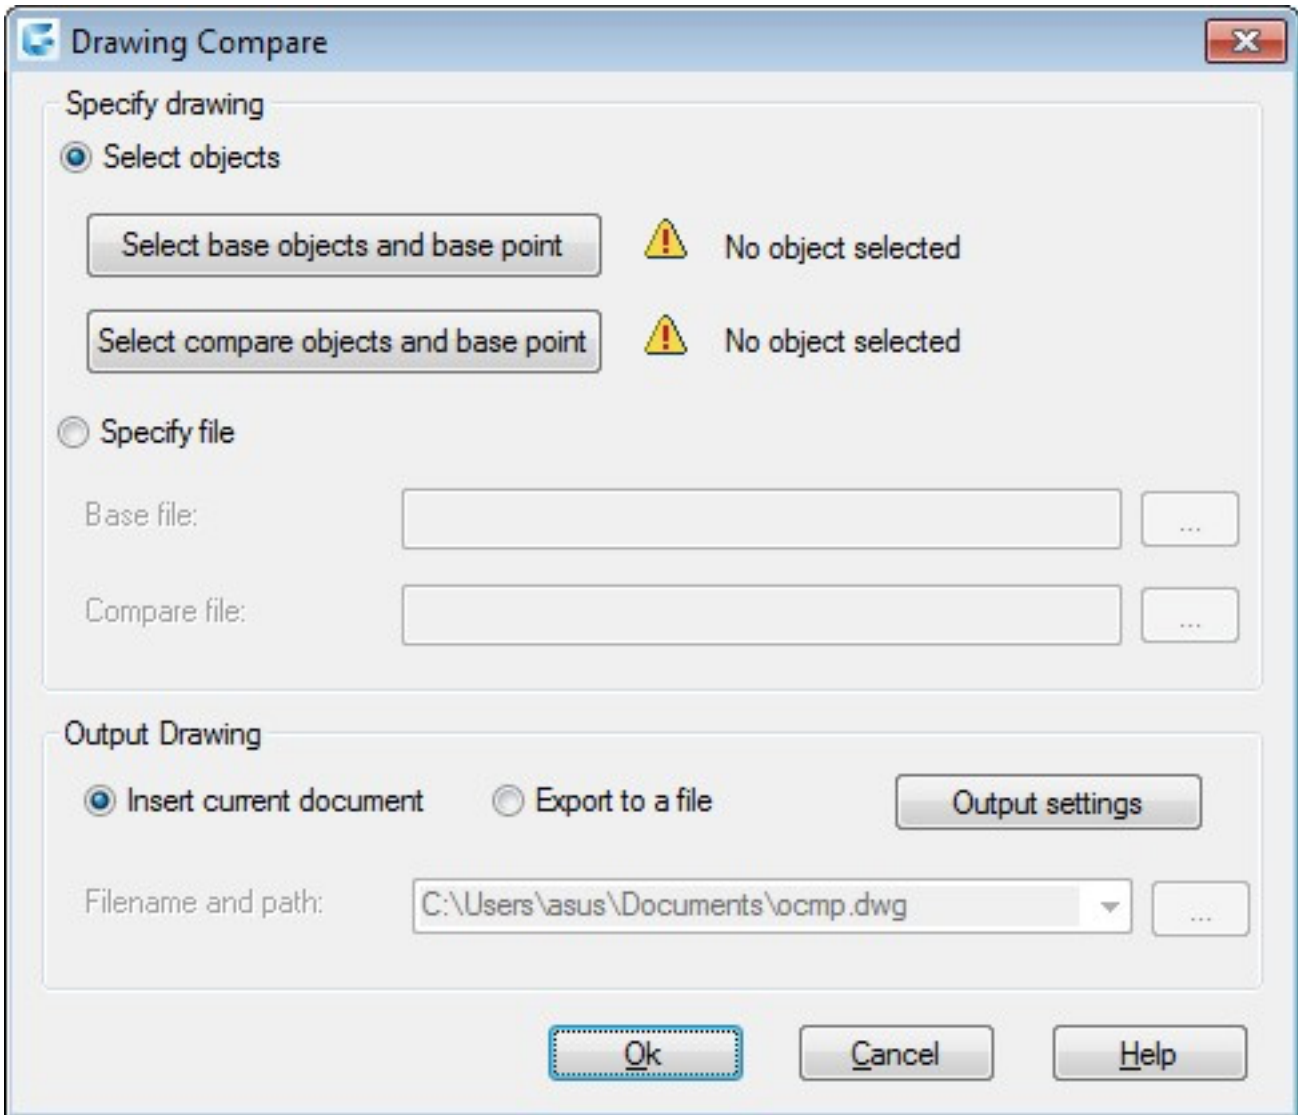 Drawing Compare
Specify drawing
Select objects
Select base objects and base point No object selected
Select compare objects and base point No object selected
Specify file
Base file: ...
Compare file: ...
Output Drawing
Insert current document Export to a file Output settings
Filename and path: C:\Users\asus\Documents\ocmp.dwg ...
Ok Cancel Help